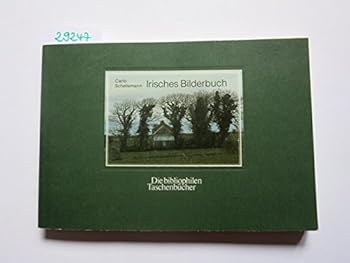 29247
Carlo
Schellemann
Irisches Bilderbuch
Die bibliophilen
Taschenbücher